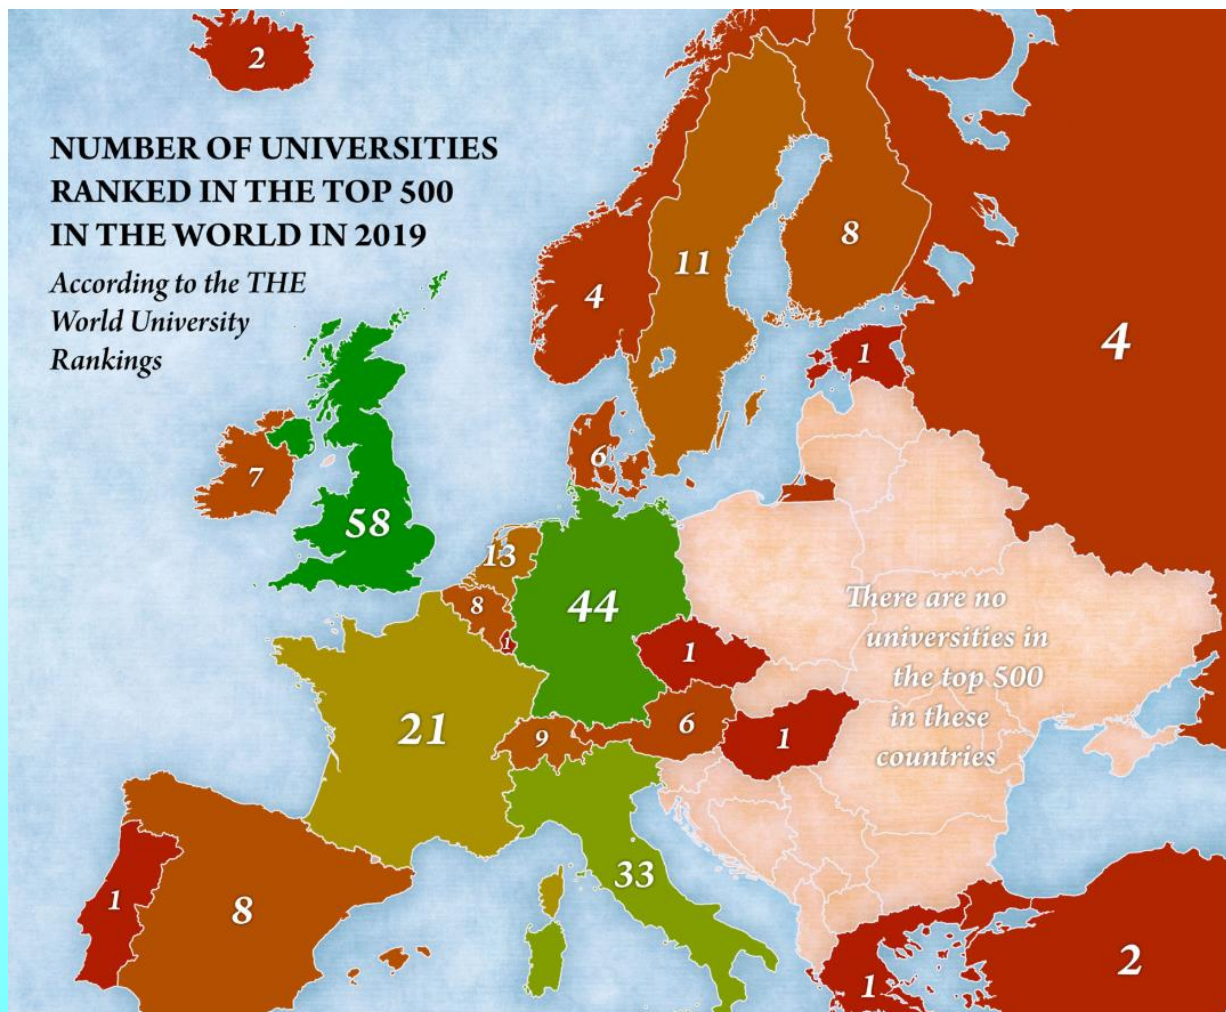 2
NUMBER OF UNIVERSITIES
RANKED IN THE TOP 500
IN THE WORLD IN 2019
According to the THE
World University
Rankings
8
11
4
4
1
6
7
58
13
8
44
1
There are no
universities in
the top 500
in these
countries
1
21
9
6
1
33
1
8
2
1